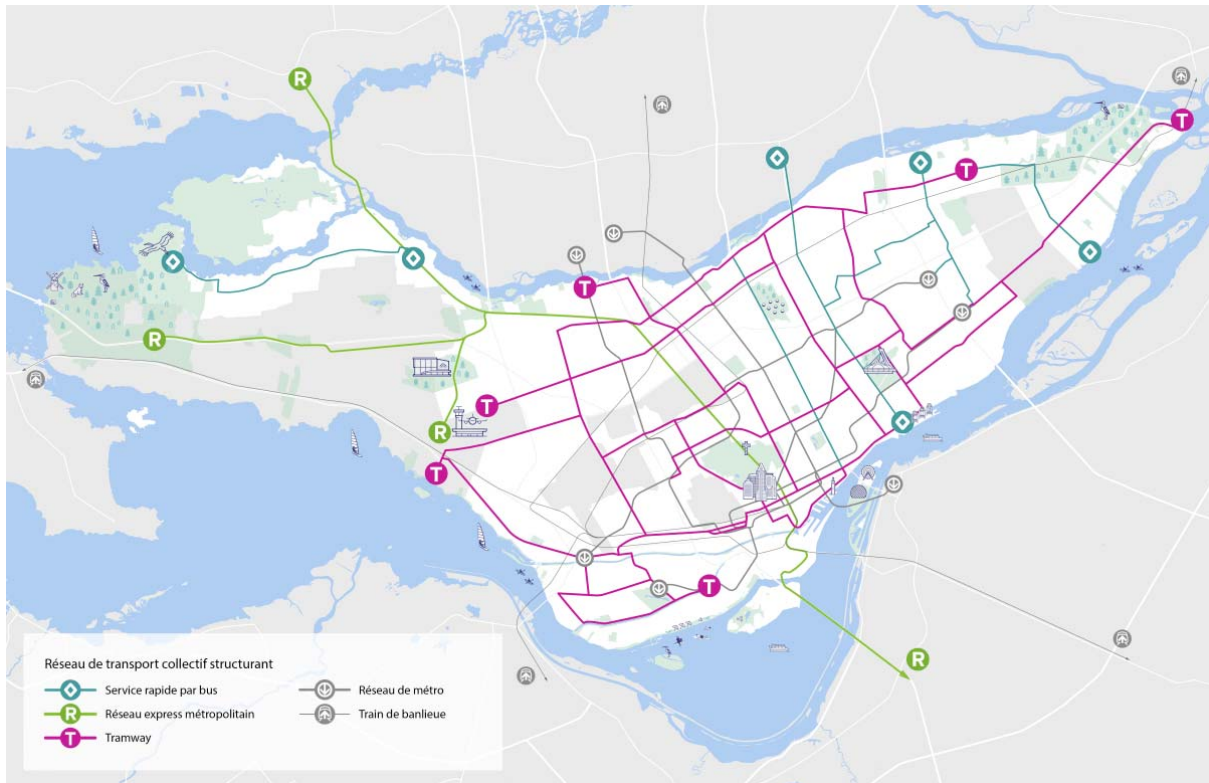 R
T
T
R
T
R
R
T
T
T
R
Réseau de transport collectif structurant
Service rapide par bus
R Réseau express métropolitain
T Tramway
Réseau de métro
Train de banlieue